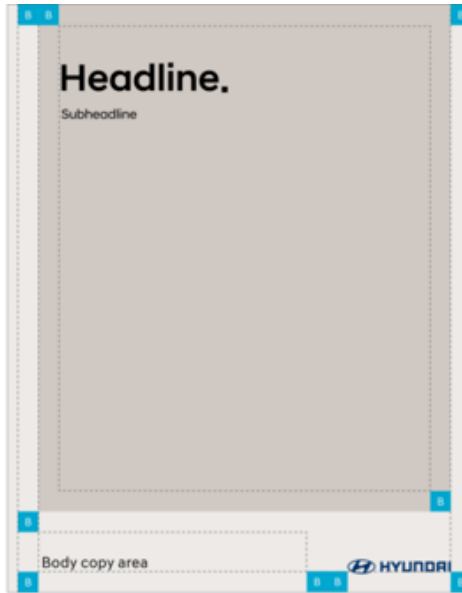 B B B
Headline.
Subheadline
B
B
Body copy area
HYUNDAI
B B B B